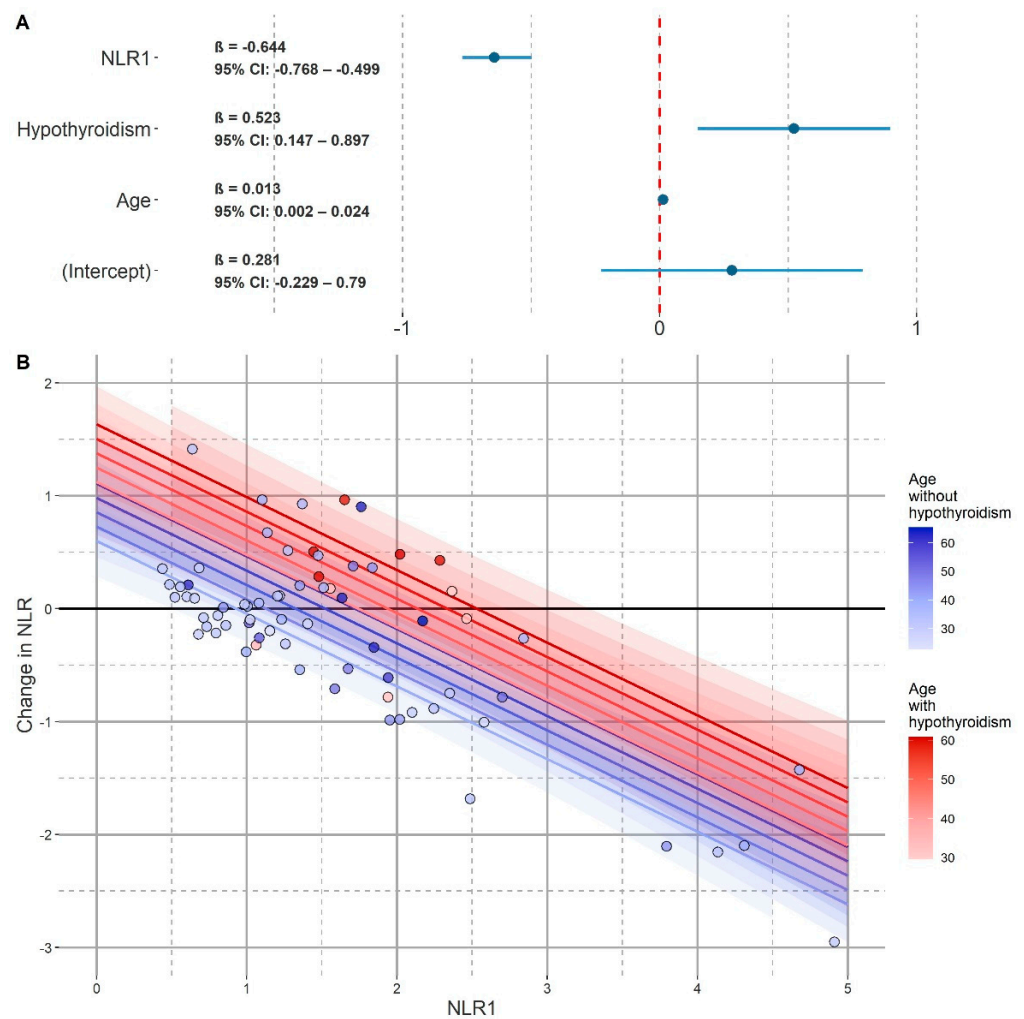 A
NLR1
ß = -0.644
95% CI: -0.768 – -0.499
Hypothyroidism
ß = 0.523
95% CI: 0.147 – 0.897
Age
ß = 0.013
95% CI: 0.002 – 0.024
(Intercept)
ß = 0.281
95% CI: -0.229 – 0.79
-1
0
1
B
Change in NLR
2
1
0
-1
-2
-3
0
1
2
3
4
5
NLR1
Age
without
hypothyroidism
60
50
40
30
Age
with
hypothyroidism
60
50
40
30